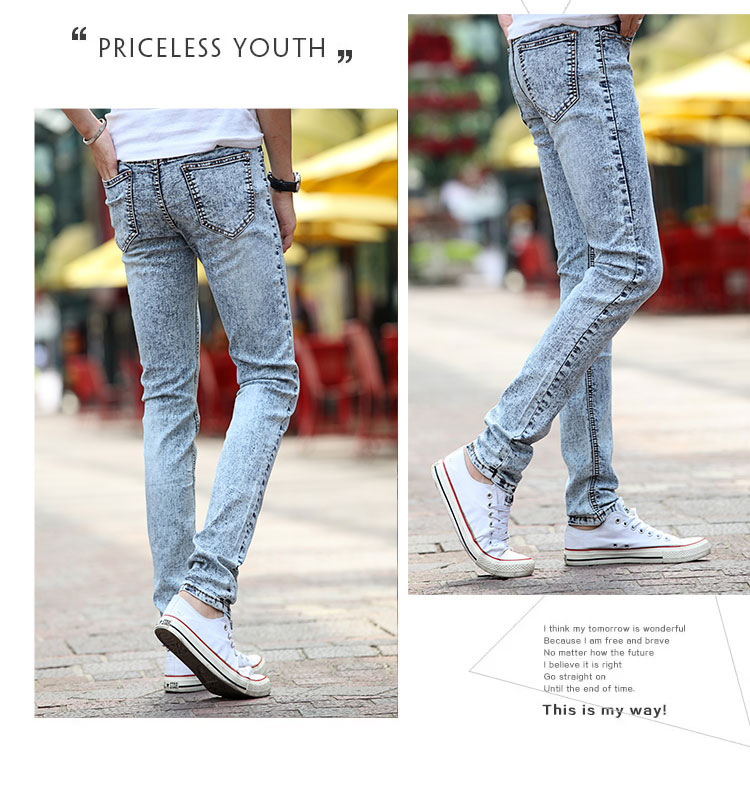 “ PRICELESS YOUTH „
I think my tomorrow is wonderful
Because I am free and brave
No matter how the future
I believe it is right
Go straight on
Until the end of time.
This is my way!